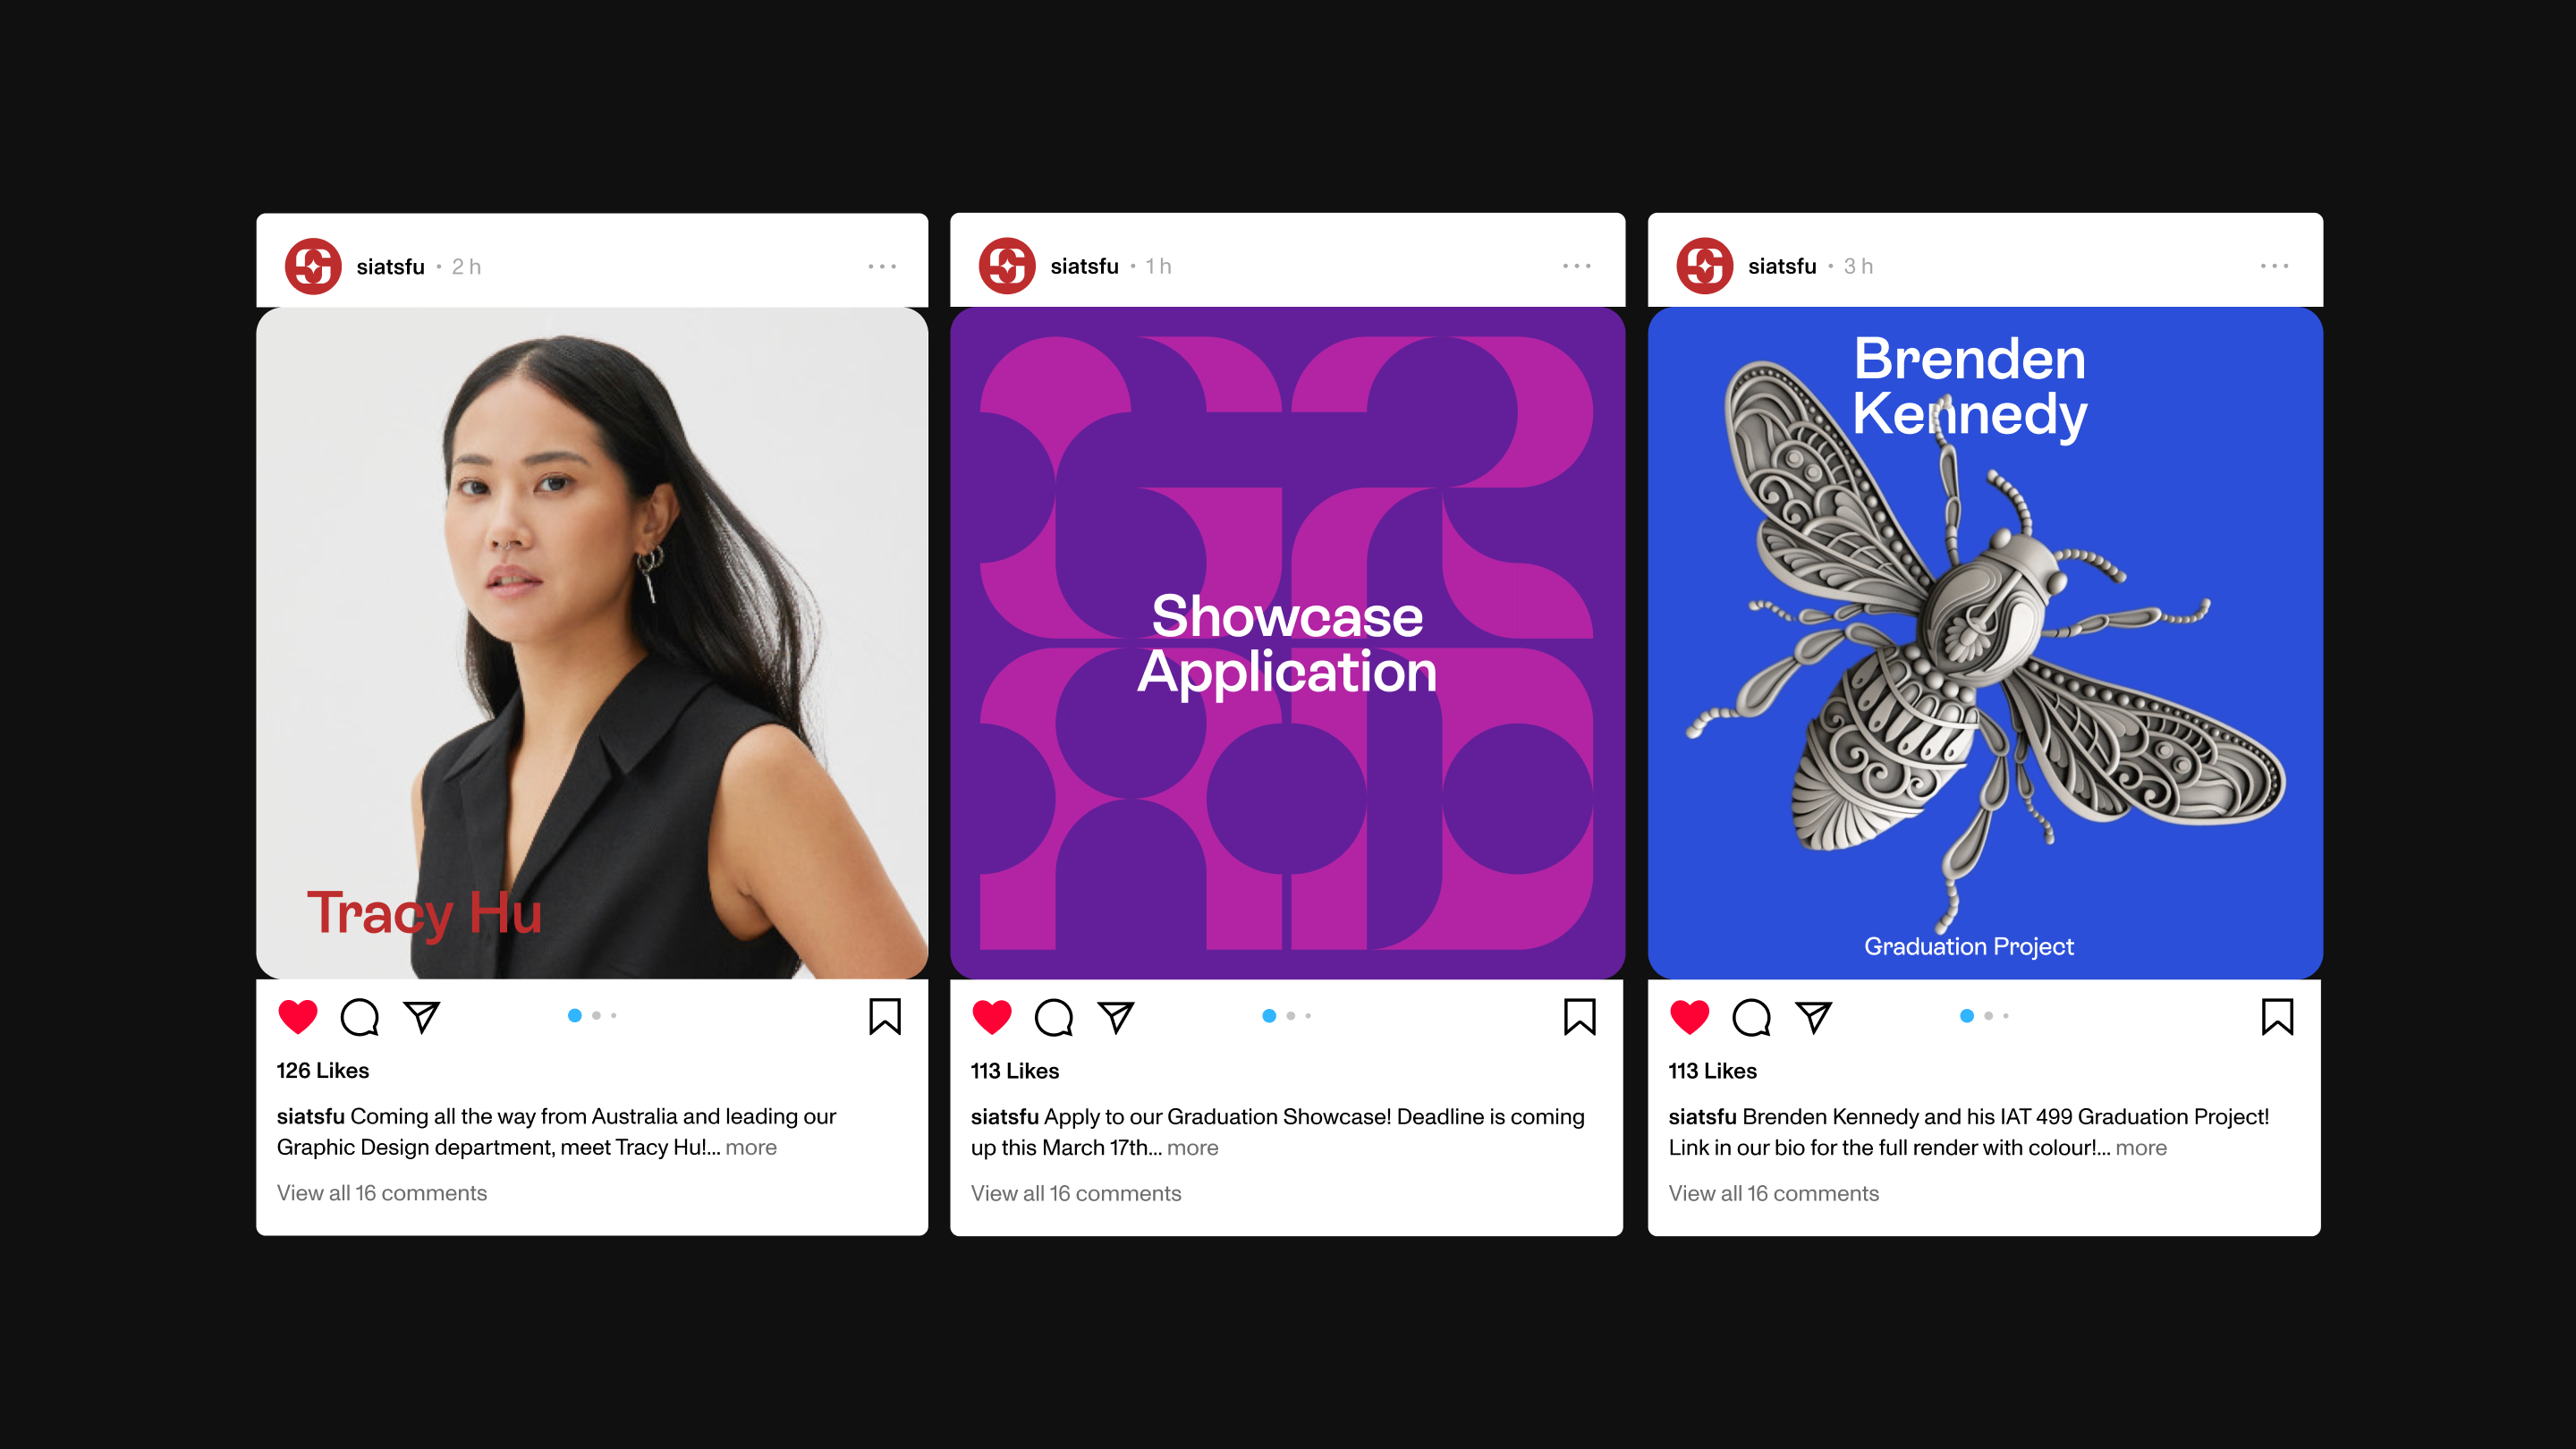 siatsfu • 2 h
Tracy Hu
126 Likes
siatsfu Coming all the way from Australia and leading our
Graphic Design department, meet Tracy Hu!... more
View all 16 comments
siatsfu • 1 h
Showcase
Application
113 Likes
siatsfu Apply to our Graduation Showcase! Deadline is coming
up this March 17th... more
View all 16 comments
siatsfu • 3 h
Brenden
Kennedy
Graduation Project
113 Likes
siatsfu Brenden Kennedy and his IAT 499 Graduation Project!
Link in our bio for the full render with colour!... more
View all 16 comments